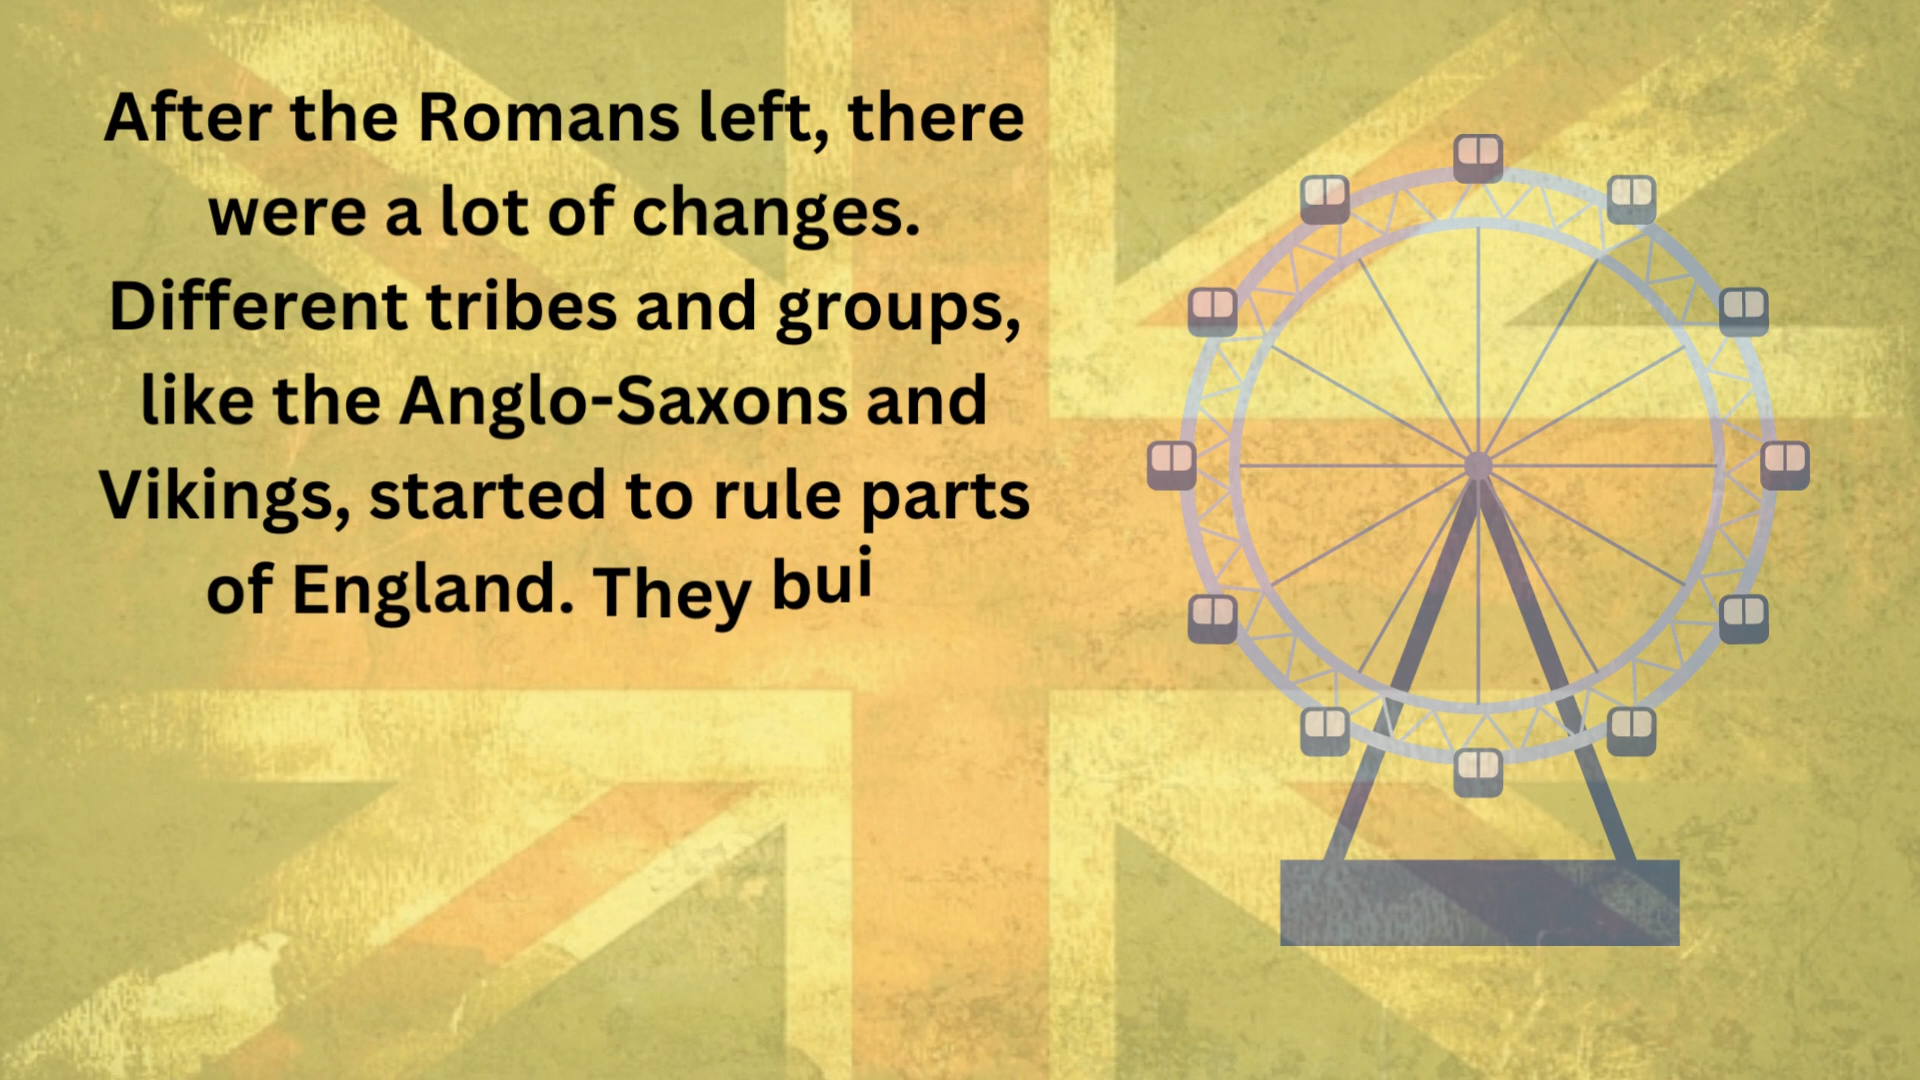 After the Romans left, there
were a lot of changes.
Different tribes and groups,
like the Anglo-Saxons and
Vikings, started to rule parts
of England. They bui